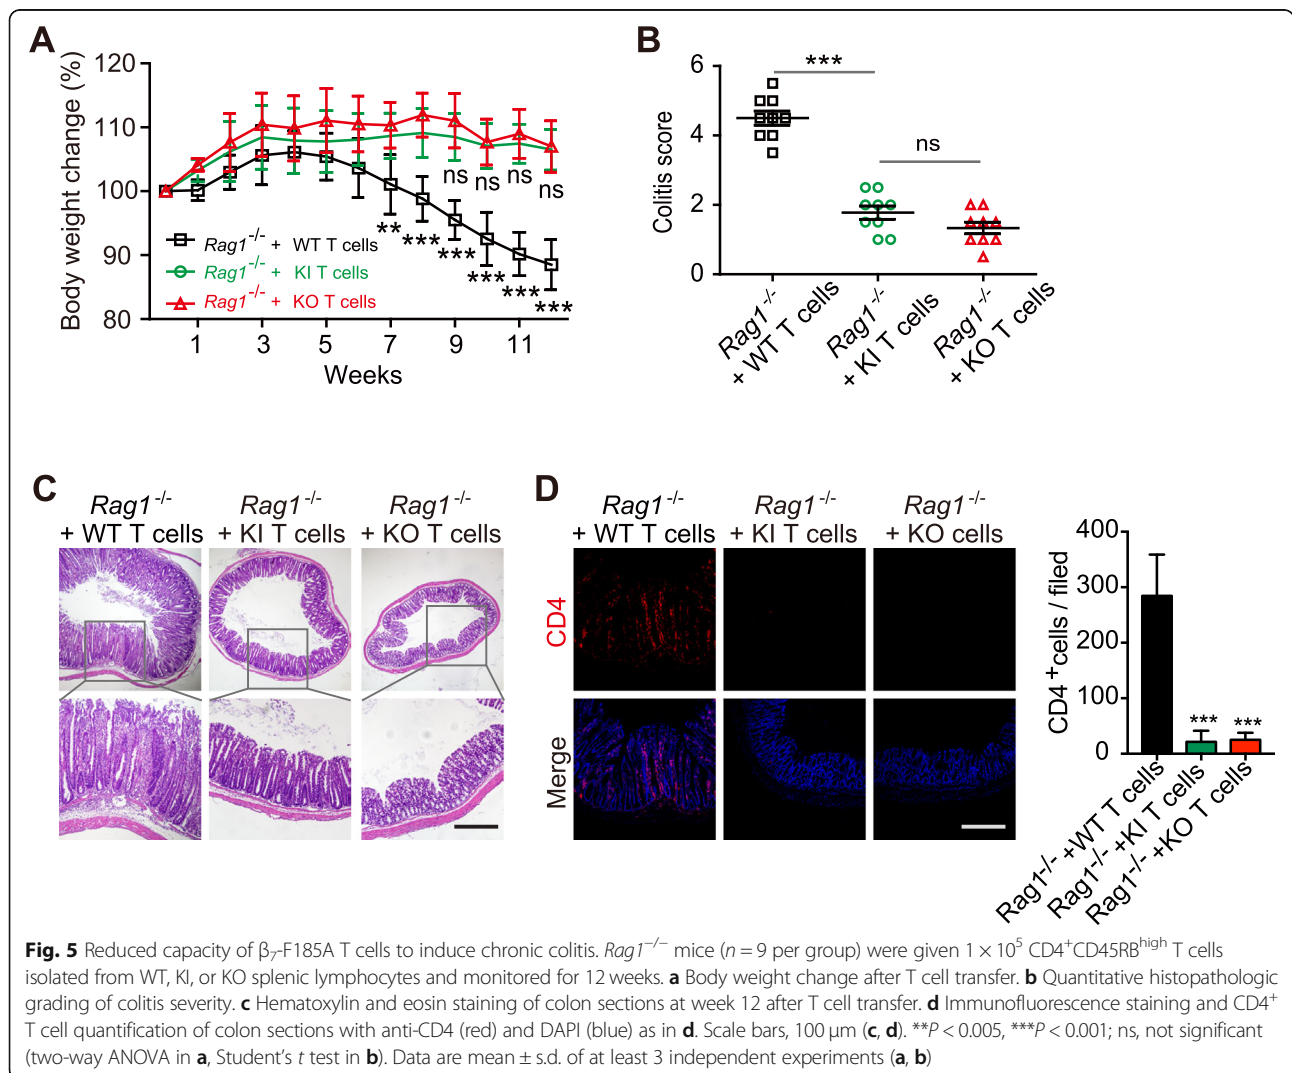 A
Body weight change (%)
120
110
100
90
80
ns ns ns ns
** *** *** *** *** ***
Rag1-/- + WT T cells
Rag1-/- + KI T cells
Rag1-/- + KO T cells
1 3 5 7 9 11
Weeks
B
Colitis score
6
4
2
0
***
ns
Rag1-/-
+ WT T cells
Rag1-/-
+ KI T cells
Rag1-/-
+ KO T cells
C
Rag1-/-
+ WT T cells
Rag1-/-
+ KI T cells
Rag1-/-
+ KO T cells
D
Rag1-/-
+ WT T cells
Rag1-/-
+ KI T cells
Rag1-/-
+ KO cells
CD4
Merge
CD4+cells / filed
400
300
200
100
0
*** ***
Rag1-/- +WT T cells
Rag1-/- +KI T cells
Rag1-/- +KO T cells
Fig. 5 Reduced capacity of β7-F185A T cells to induce chronic colitis. Rag1−/− mice (n = 9 per group) were given 1 × 10⁵ CD4+CD45RBhigh T cells
isolated from WT, KI, or KO splenic lymphocytes and monitored for 12 weeks. a Body weight change after T cell transfer. b Quantitative histopathologic
grading of colitis severity. c Hematoxylin and eosin staining of colon sections at week 12 after T cell transfer. d Immunofluorescence staining and CD4+
T cell quantification of colon sections with anti-CD4 (red) and DAPI (blue) as in d. Scale bars, 100 μm (c, d). **P < 0.005, ***P < 0.001; ns, not significant
(two-way ANOVA in a, Student's t test in b). Data are mean ± s.d. of at least 3 independent experiments (a, b)